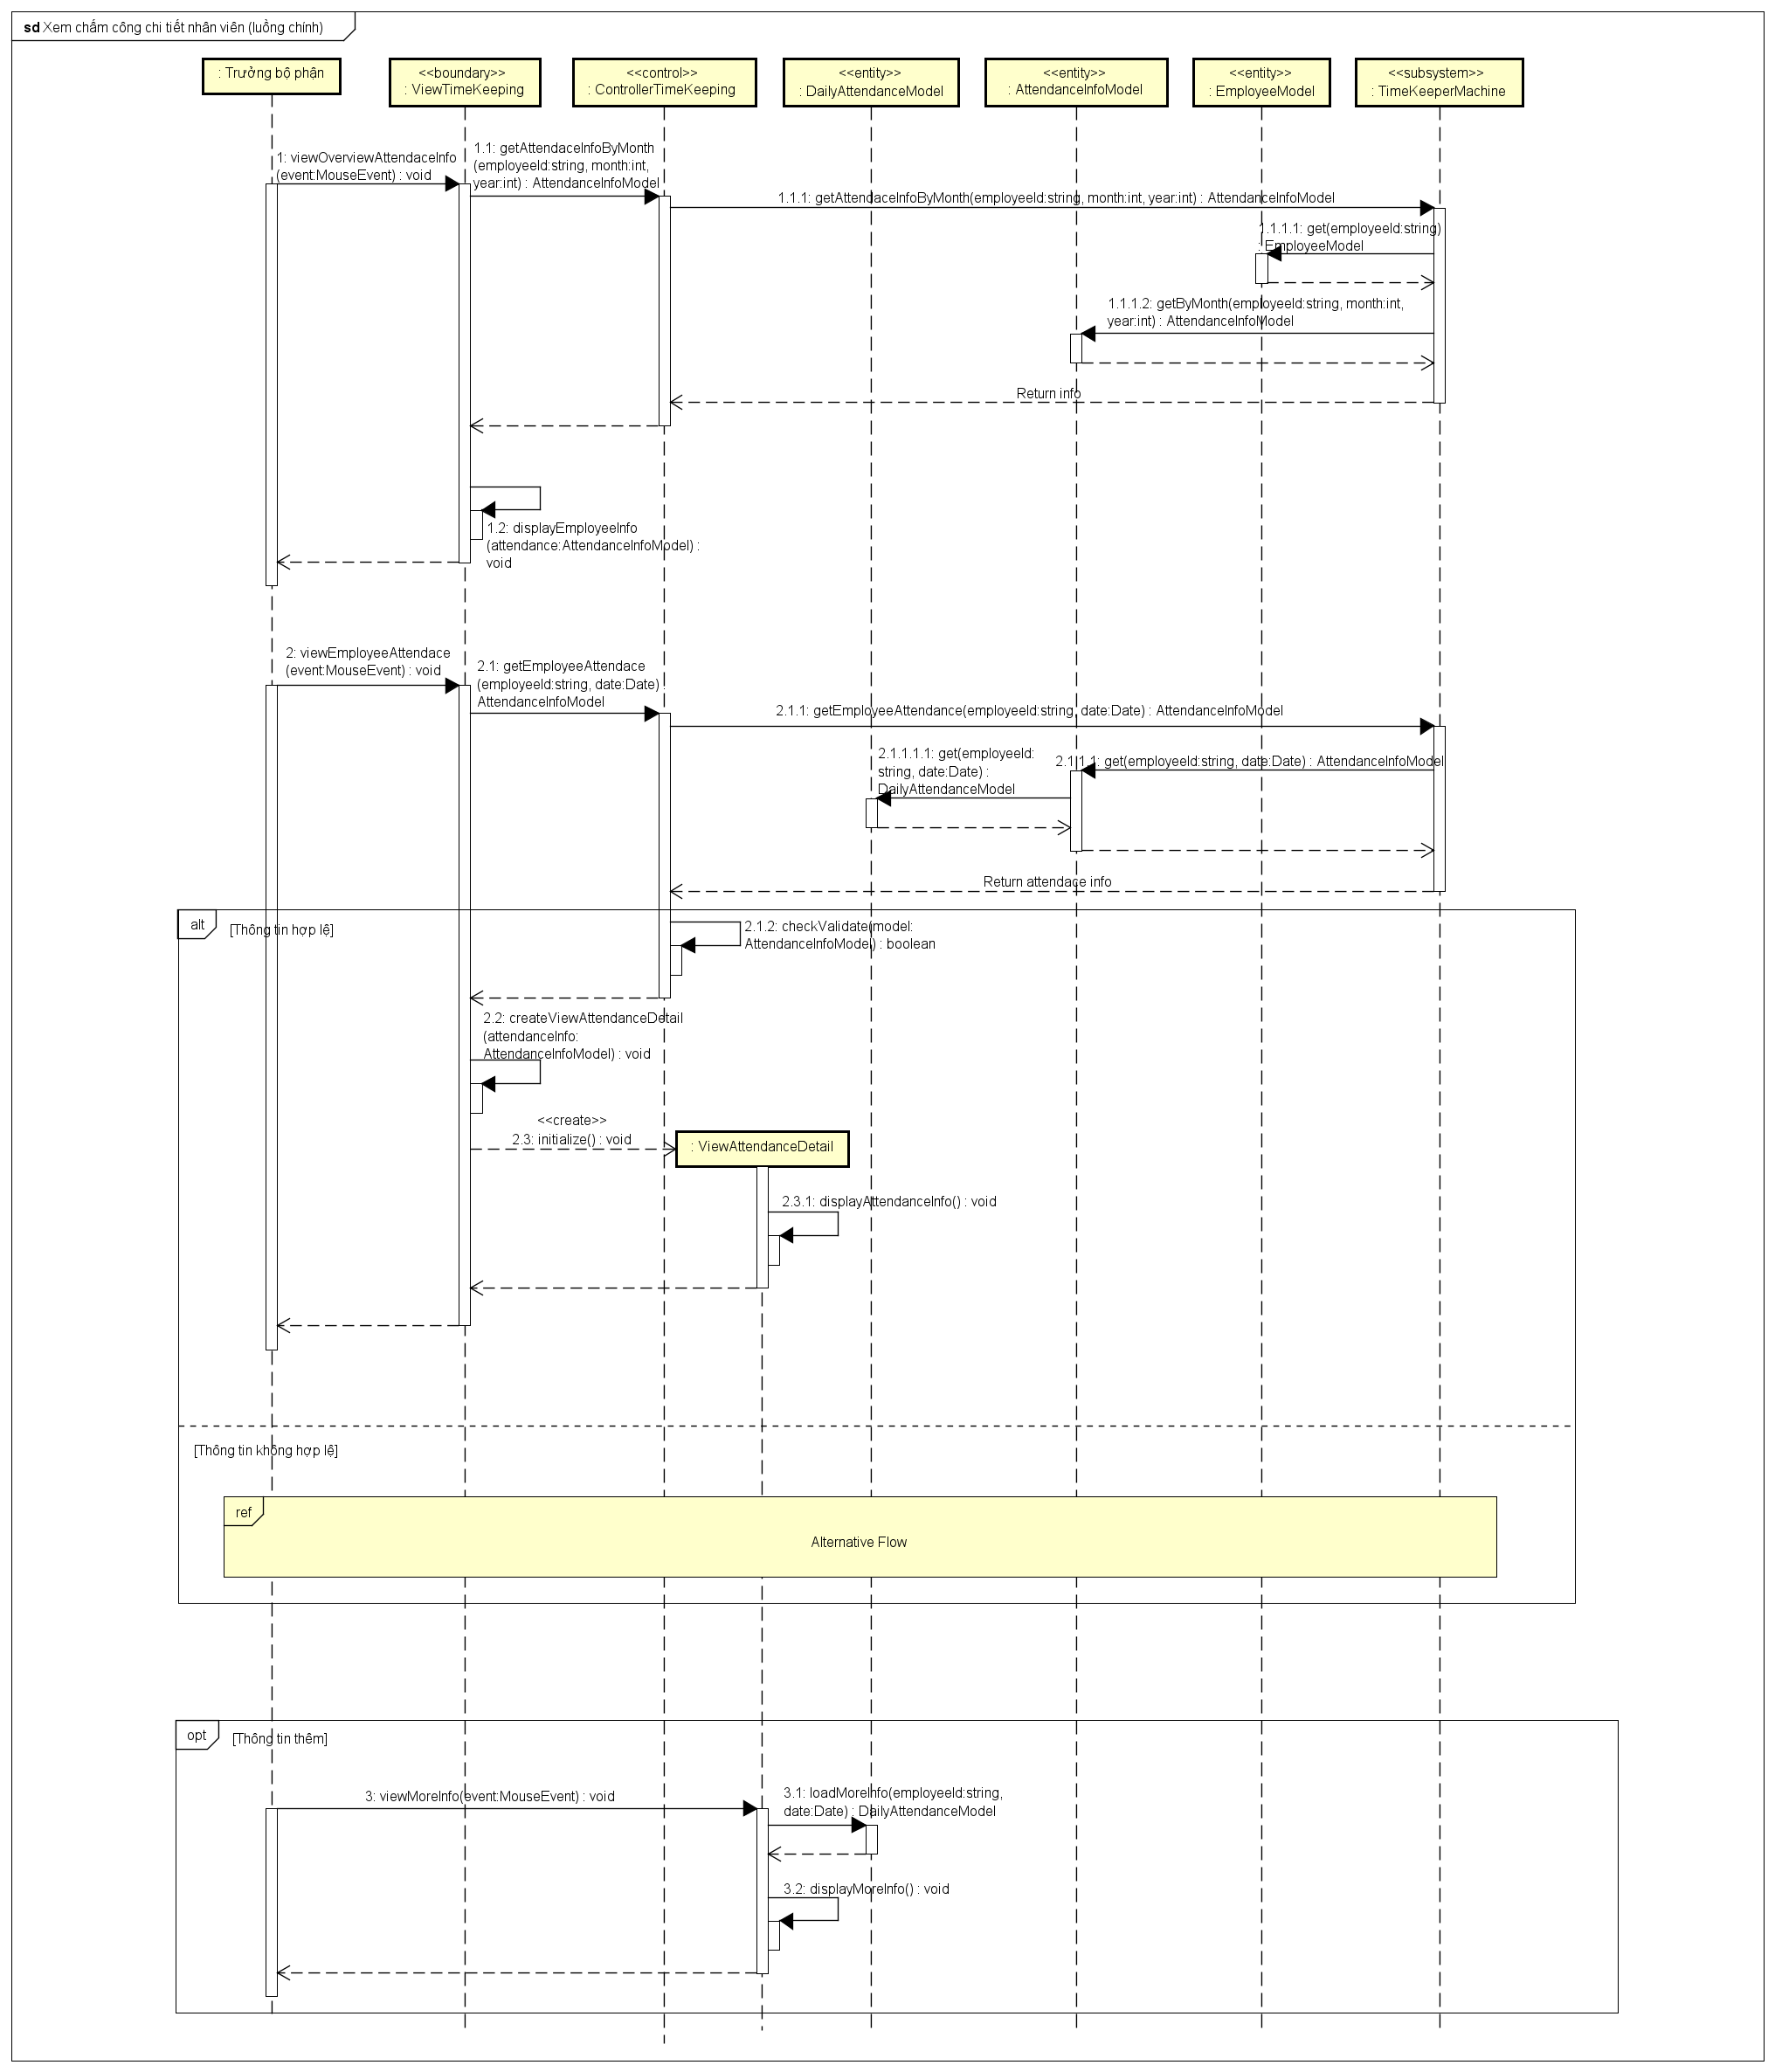 sd Xem chấm công chi tiết nhân viên (luồng chính)
: Trưởng bộ phận
<<boundary>>
: ViewTimeKeeping
<<control>>
: ControllerTimeKeeping
<<entity>>
: DailyAttendanceModel
<<entity>>
: AttendanceInfoModel
<<entity>>
: EmployeeModel
<<subsystem>>
: TimeKeeperMachine
1: viewOverviewAttendaceInfo
(event:MouseEvent) : void
1.1: getAttendaceInfoByMonth
(employeeId:string, month:int,
year:int) : AttendanceInfoModel
1.1.1: getAttendaceInfoByMonth(employeeId:string, month:int, year:int) : AttendanceInfoModel
1.1.1.1: get(employeeId:string)
: EmployeeModel
1.1.1.2: getByMonth(employeeId:string, month:int,
year:int) : AttendanceInfoModel
Return info
1.2: displayEmployeeInfo
(attendance:AttendanceInfoModel) :
void
2: viewEmployeeAttendace
(event:MouseEvent) : void
2.1: getEmployeeAttendace
(employeeId:string, date:Date) :
AttendanceInfoModel
2.1.1: getEmployeeAttendance(employeeId:string, date:Date) : AttendanceInfoModel
2.1.1.1: get(employeeId:string, date:Date) : AttendanceInfoModel
2.1.1.1.1: get(employeeId:
string, date:Date) :
DailyAttendanceModel
Return attendace info
alt
[Thông tin hợp lệ]
2.1.2: checkValidate(model:
AttendanceInfoModel) : boolean
2.2: createViewAttendanceDetail
(attendanceInfo:
AttendanceInfoModel) : void
<<create>>
2.3: initialize() : void
: ViewAttendanceDetail
2.3.1: displayAttendanceInfo() : void
[Thông tin không hợp lệ]
ref
Alternative Flow
opt
[Thông tin thêm]
3: viewMoreInfo(event:MouseEvent) : void
3.1: loadMoreInfo(employeeId:string,
date:Date) : DailyAttendanceModel
3.2: displayMoreInfo() : void